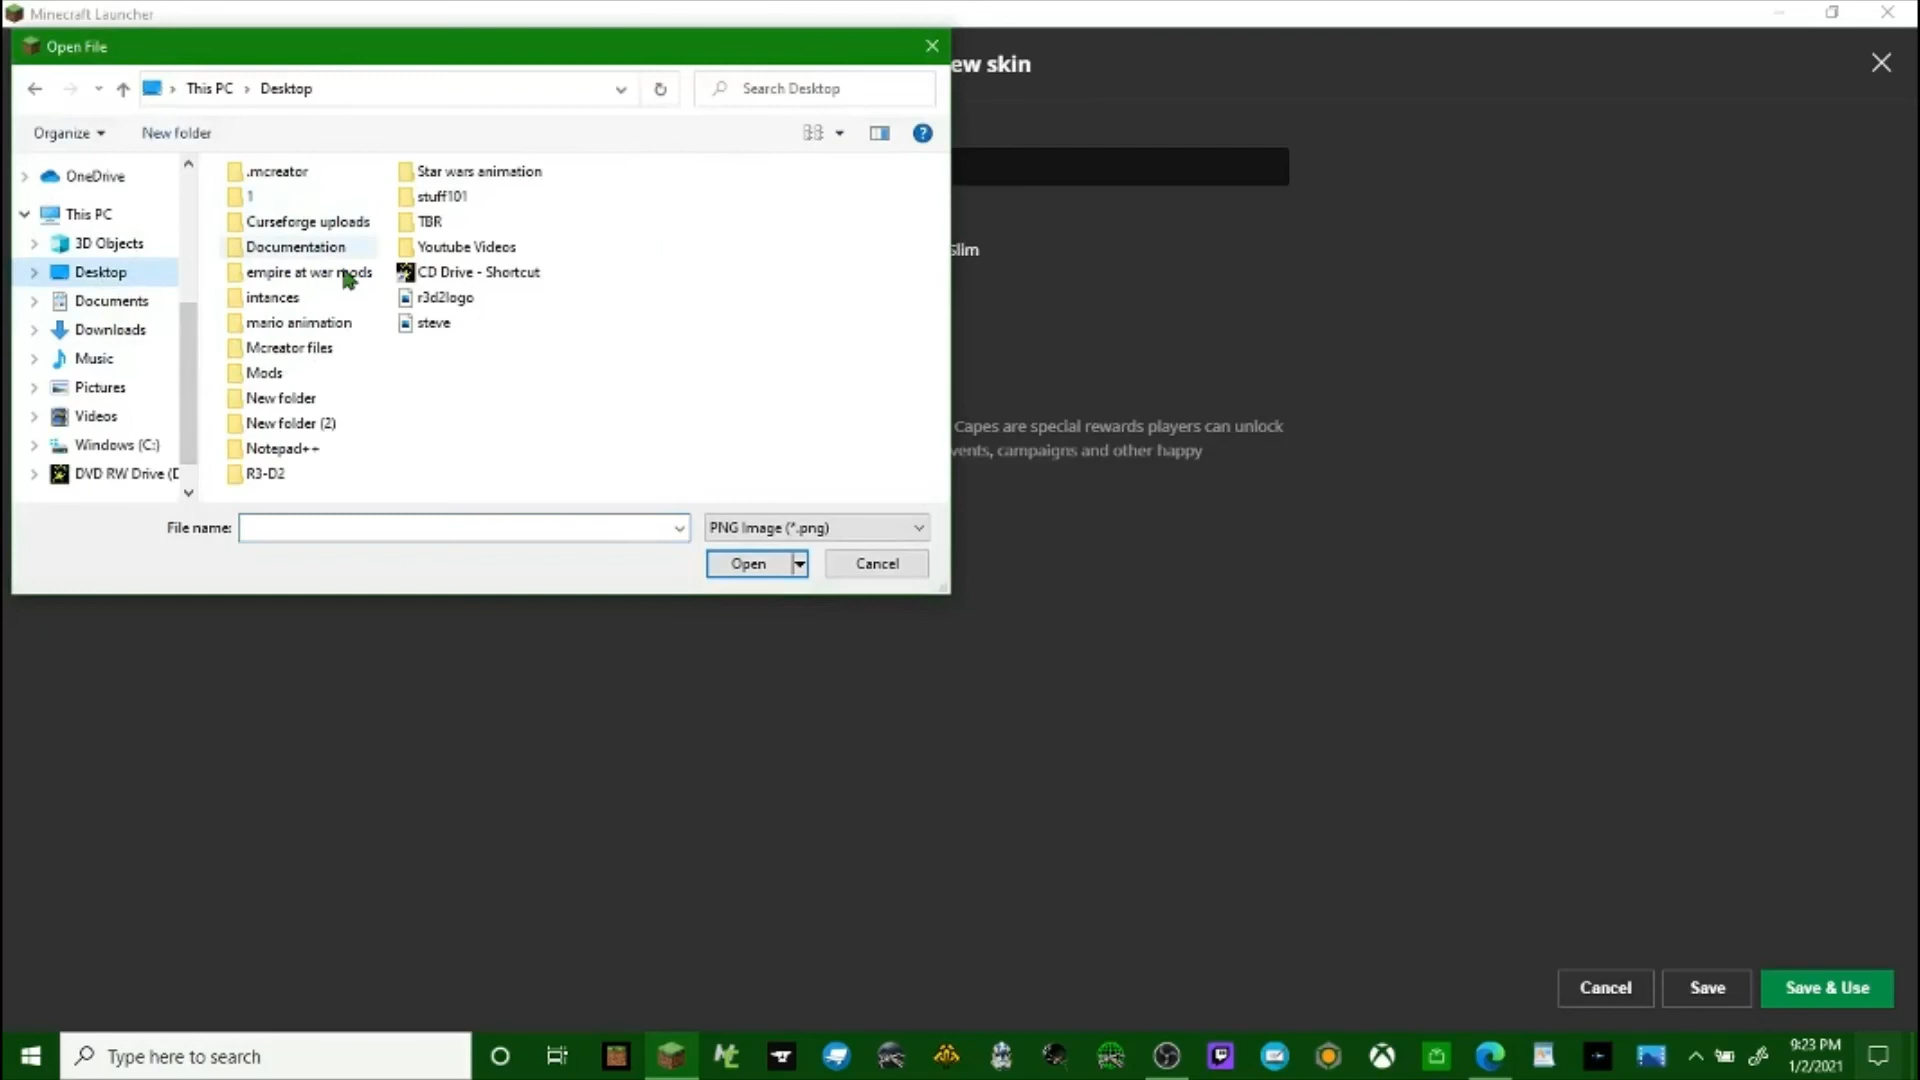 Minecraft Launcher
Open File
ew skin
This PC
Desktop
Search Desktop
Organize
New folder
OneDrive
This PC
3D Objects
Desktop
Documents
Downloads
Music
Pictures
Videos
Windows (C:)
DVD RW Drive (D
.mcreator
1
Curseforge uploads
Documentation
empire at war mods
intances
mario animation
Mcreator files
Mods
New folder
New folder (2)
Notepad++
R3-D2
Star wars animation
stuff101
TBR
Youtube Videos
CD Drive - Shortcut
r3d2logo
steve
Slim
Capes are special rewards players can unlock
vents, campaigns and other happy
File name:
PNG Image (*.png)
Open
Cancel
Cancel
Save
Save & Use
Type here to search
9:23 PM
1/2/2021